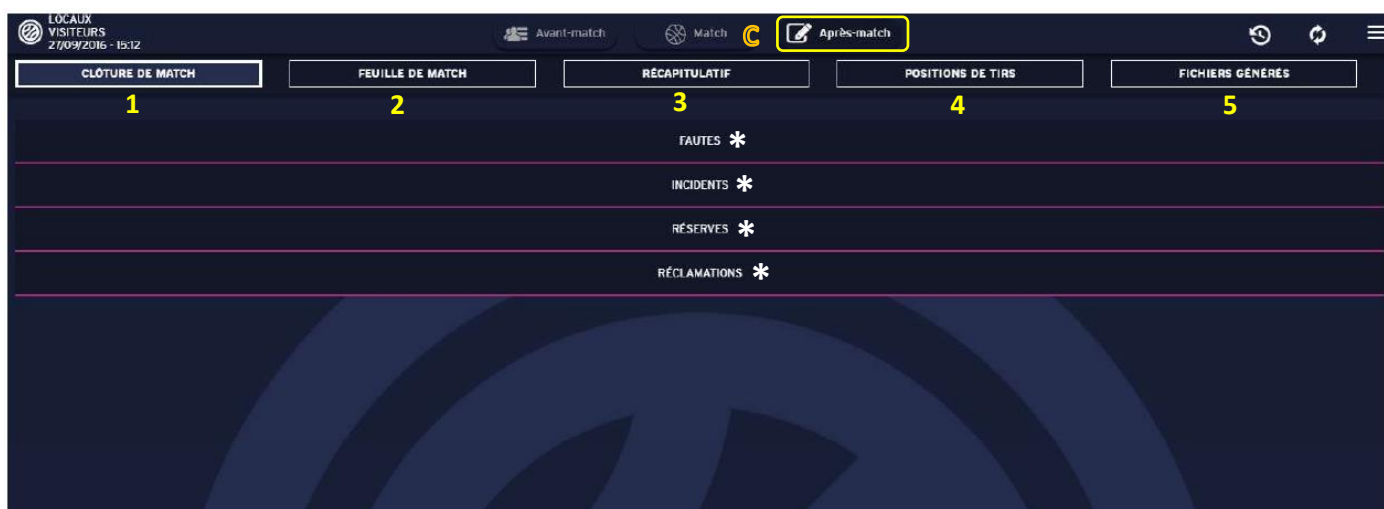 LOCAUX
VISITEURS
27/09/2016 - 15:12
Avant-match Match C Après-match
CLÔTURE DE MATCH FEUILLE DE MATCH RÉCAPITULATIF POSITIONS DE TIRS FICHIERS GÉNÉRÉS
1 2 3 4 5
FAUTES *
INCIDENTS *
RÉSERVES *
RÉCLAMATIONS *